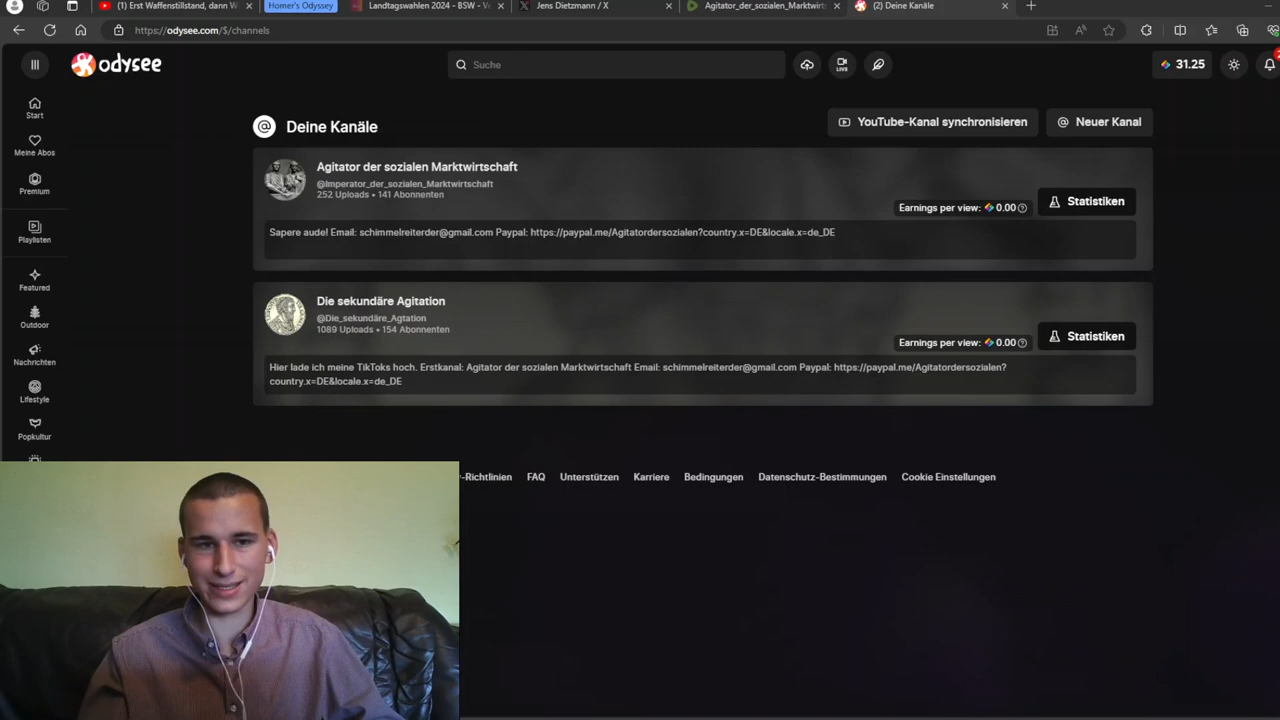 (1) Erst Waffenstillstand, dann W
Homer's Odyssey
Landtagswahlen 2024 - BSW - Ve
Jens Dietzmann / X
Agitator_der_sozialen_Marktwirts
(2) Deine Kanäle
https://odysee.com/$/channels
odysee
Suche
31.25
Start
Meine Abos
Premium
Playlisten
Featured
Outdoor
Nachrichten
Lifestyle
Popkultur
Deine Kanäle
YouTube-Kanal synchronisieren
Neuer Kanal
Agitator der sozialen Marktwirtschaft
@Imperator_der_sozialen_Marktwirtschaft
252 Uploads • 141 Abonnenten
Earnings per view: 0.00
Statistiken
Sapere aude! Email: schimmelreiterder@gmail.com Paypal: https://paypal.me/Agitatordersozialen?country.x=DE&locale.x=de_DE
Die sekundäre Agitation
@Die_sekundäre_Agtation
1089 Uploads • 154 Abonnenten
Earnings per view: 0.00
Statistiken
Hier lade ich meine TikToks hoch. Erstkanal: Agitator der sozialen Marktwirtschaft Email: schimmelreiterder@gmail.com Paypal: https://paypal.me/Agitatordersozialen?
country.x=DE&locale.x=de_DE
-Richtlinien
FAQ
Unterstützen
Karriere
Bedingungen
Datenschutz-Bestimmungen
Cookie Einstellungen